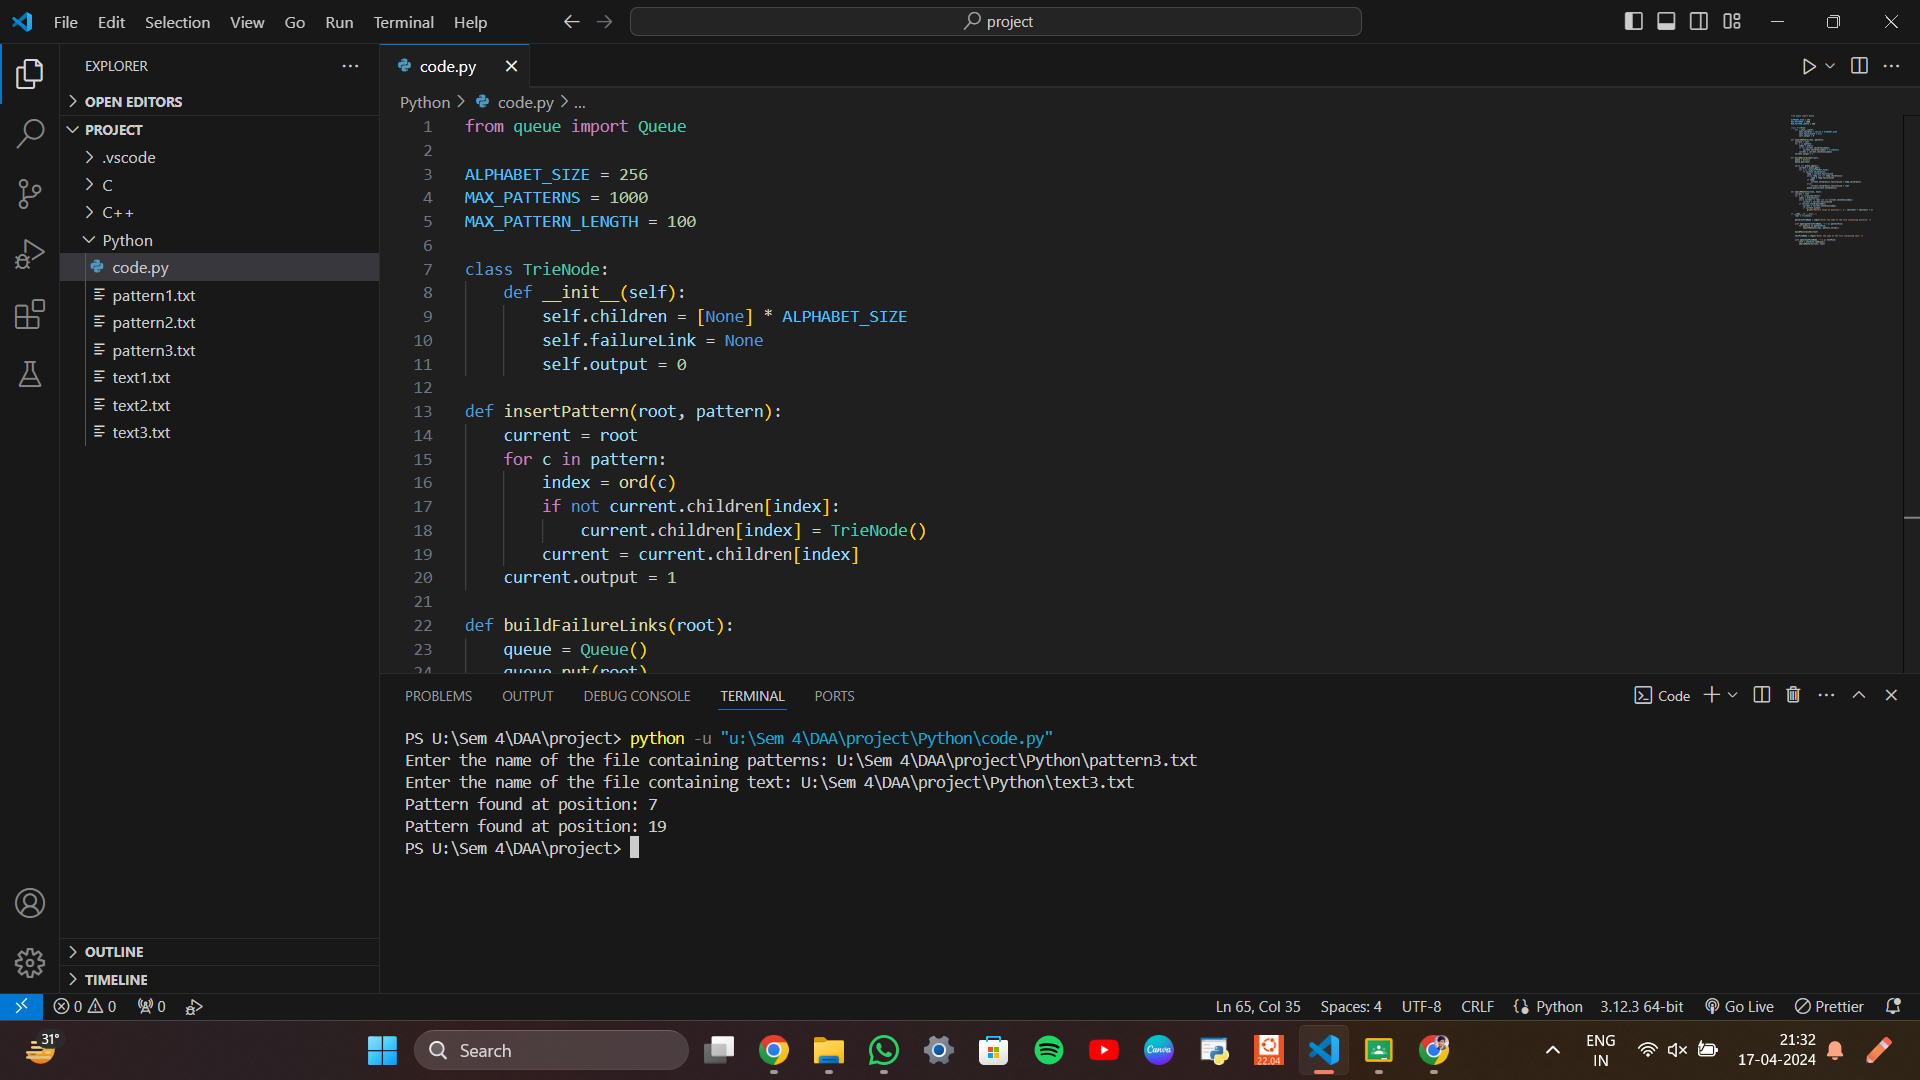 File Edit Selection View Go Run Terminal Help
project
EXPLORER
OPEN EDITORS
PROJECT
.vscode
C
C++
Python
code.py
pattern1.txt
pattern2.txt
pattern3.txt
text1.txt
text2.txt
text3.txt
OUTLINE
TIMELINE
code.py
Python > code.py > ...
1 from queue import Queue
2
3 ALPHABET_SIZE = 256
4 MAX_PATTERNS = 1000
5 MAX_PATTERN_LENGTH = 100
6
7 class TrieNode:
8 def __init__(self):
9 self.children = [None] * ALPHABET_SIZE
10 self.failureLink = None
11 self.output = 0
12
13 def insertPattern(root, pattern):
14 current = root
15 for c in pattern:
16 index = ord(c)
17 if not current.children[index]:
18 current.children[index] = TrieNode()
19 current = current.children[index]
20 current.output = 1
21
22 def buildFailureLinks(root):
23 queue = Queue()
24 queue.put(root)
PROBLEMS OUTPUT DEBUG CONSOLE TERMINAL PORTS
Code
PS U:\Sem 4\DAA\project> python -u "u:\Sem 4\DAA\project\Python\code.py"
Enter the name of the file containing patterns: U:\Sem 4\DAA\project\Python\pattern3.txt
Enter the name of the file containing text: U:\Sem 4\DAA\project\Python\text3.txt
Pattern found at position: 7
Pattern found at position: 19
PS U:\Sem 4\DAA\project>
0 0 0
Ln 65, Col 35 Spaces: 4 UTF-8 CRLF Python 3.12.3 64-bit Go Live Prettier
31°
Search
Canva
22.04
ENG
IN
21:32
17-04-2024